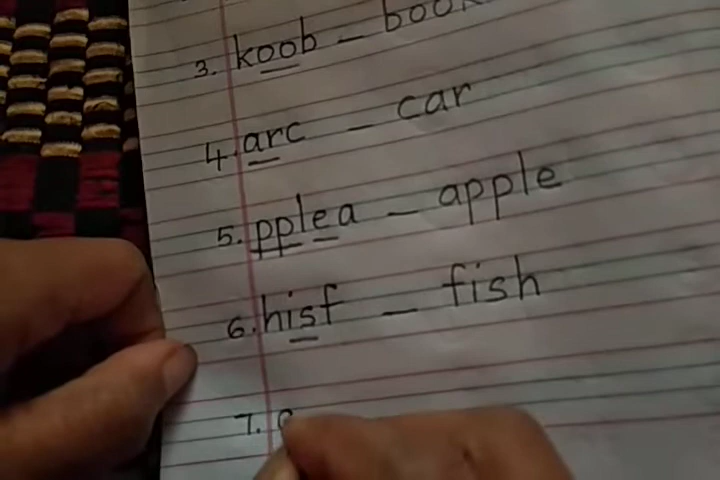 3. koob – book
4. arc – car
5. pplea – apple
6. hisf – fish
7.